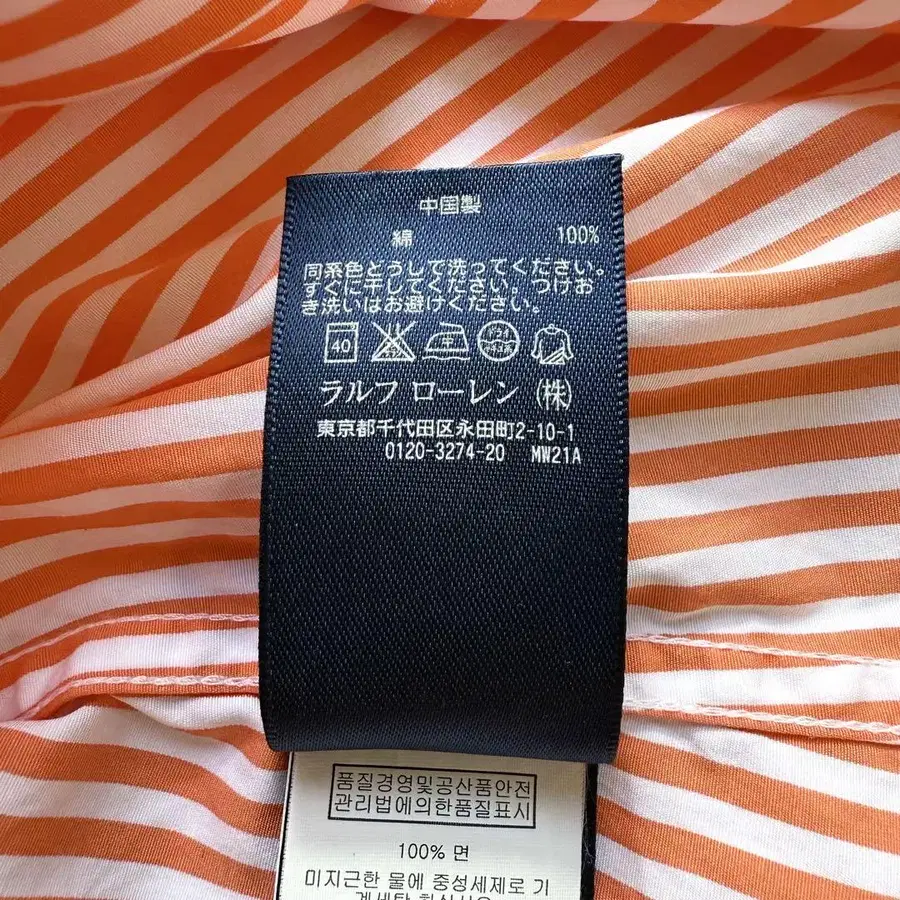 中国製
綿 100%
同系色どうしで洗ってください。
すぐに干してください。つけお
き洗いはお避けください。
40 中
ラルフ ローレン (株)
東京都千代田区永田町2-10-1
0120-3274-20 MW21A
품질경영및공산품안전
관리법에의한품질표시
100% 면
미지근한 물에 중성세제로 기